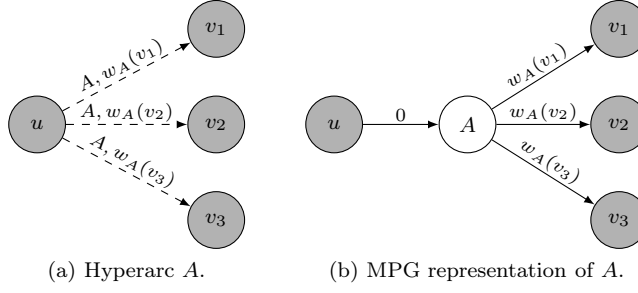 v1
A, wA(v1)
u
A, wA(v2)
v2
A, wA(v3)
v3
(a) Hyperarc A.
v1
wA(v1)
u
0
A
wA(v2)
v2
wA(v3)
v3
(b) MPG representation of A.